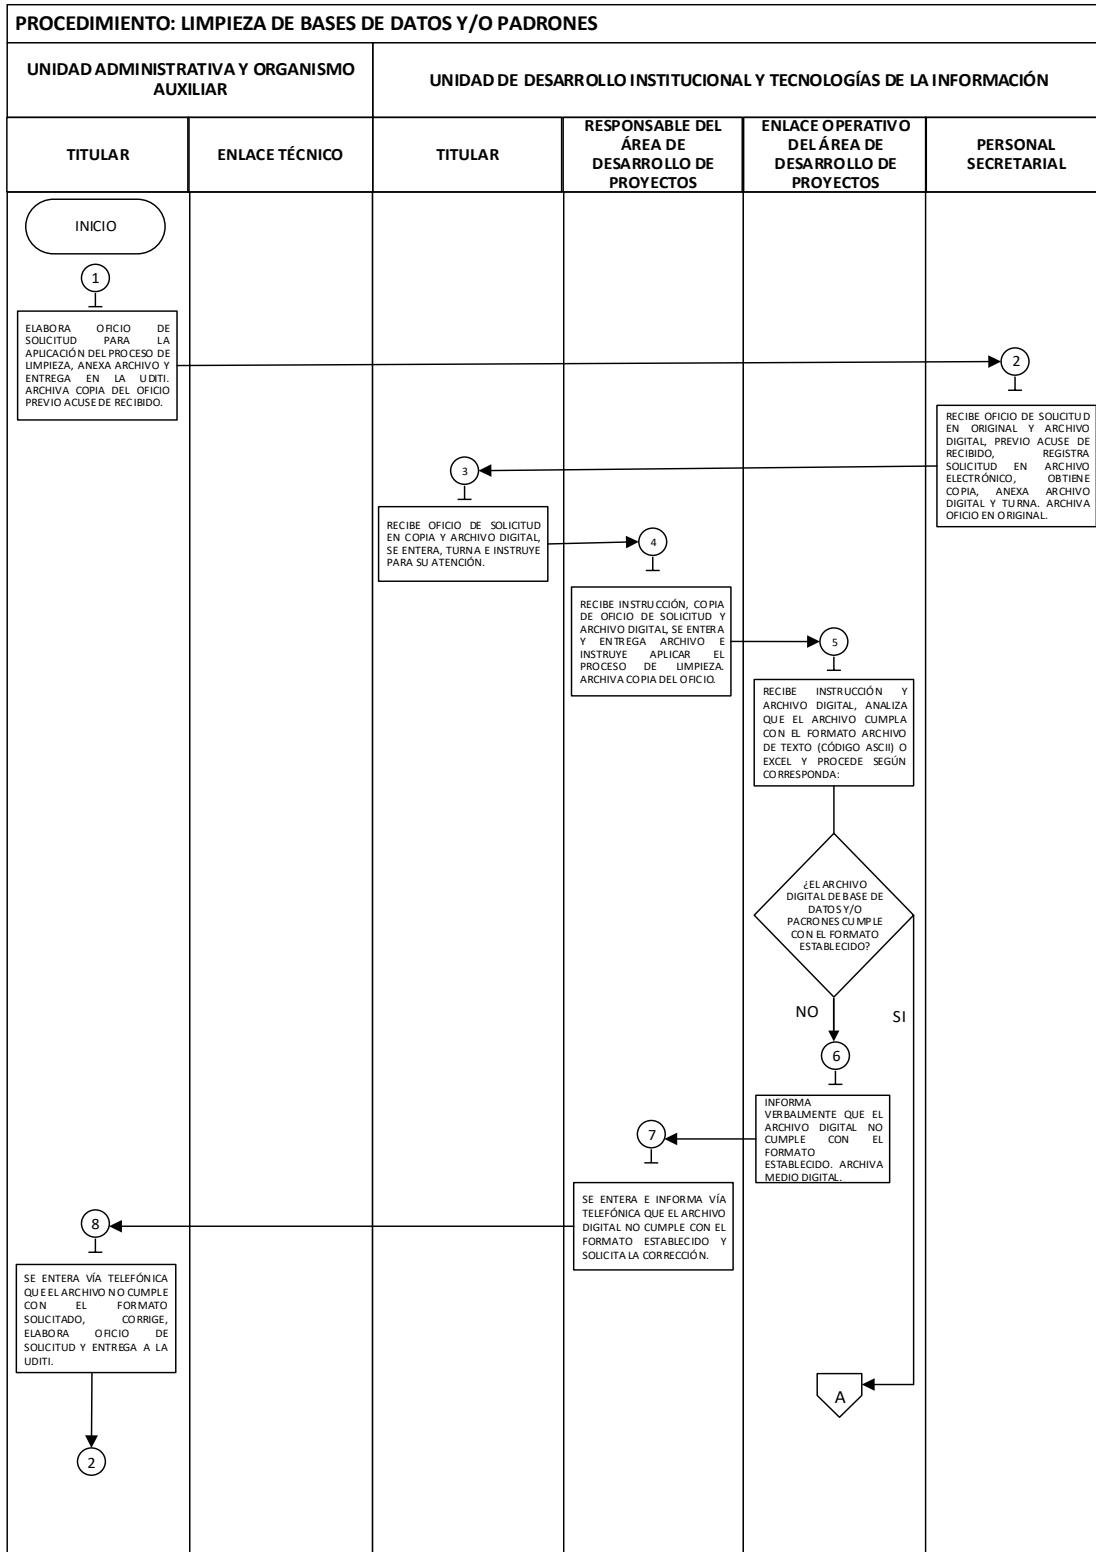 PROCEDIMIENTO: LIMPIEZA DE BASES DE DATOS Y/O PADRONES
UNIDAD ADMINISTRATIVA Y ORGANISMO
AUXILIAR
UNIDAD DE DESARROLLO INSTITUCIONAL Y TECNOLOGÍAS DE LA INFORMACIÓN
TITULAR
ENLACE TÉCNICO
TITULAR
RESPONSABLE DEL
ÁREA DE
DESARROLLO DE
PROYECTOS
ENLACE OPERATIVO
DEL ÁREA DE
DESARROLLO DE
PROYECTOS
PERSONAL
SECRETARIAL
INICIO
1
ELABORA OFICIO DE
SOLICITUD PARA LA
APLICACIÓN DEL PROCESO DE
LIMPIEZA, ANEXA ARCHIVO Y
ENTREGA EN LA UDITI.
ARCHIVA COPIA DEL OFICIO
PREVIO ACUSE DE RECIBIDO.
2
RECIBE OFICIO DE SOLICITUD
EN ORIGINAL Y ARCHIVO
DIGITAL, PREVIO ACUSE DE
RECIBIDO, REGISTRA
SOLICITUD EN ARCHIVO
ELECTRÓNICO, OBTIENE
COPIA, ANEXA ARCHIVO
DIGITAL Y TURNA. ARCHIVA
OFICIO EN ORIGINAL.
3
RECIBE OFICIO DE SOLICITUD
EN COPIA Y ARCHIVO DIGITAL,
SE ENTERA, TURNA E INSTRUYE
PARA SU ATENCIÓN.
4
RECIBE INSTRUCCIÓN, COPIA
DE OFICIO DE SOLICITUD Y
ARCHIVO DIGITAL, SE ENTERA
Y ENTREGA ARCHIVO E
INSTRUYE APLICAR EL
PROCESO DE LIMPIEZA.
ARCHIVA COPIA DEL OFICIO.
5
RECIBE INSTRUCCIÓN Y
ARCHIVO DIGITAL, ANALIZA
QUE EL ARCHIVO CUMPLA
CON EL FORMATO ARCHIVO
DE TEXTO (CÓDIGO ASCII) O
EXCEL Y PROCEDE SEGÚN
CORRESPONDA:
¿EL ARCHIVO
DIGITAL DE BASE DE
DATOS Y/O
PACRONES CUMPLE
CON EL FORMATO
ESTABLECIDO?
NO
SI
6
INFORMA
VERBALMENTE QUE EL
ARCHIVO DIGITAL NO
CUMPLE CON EL
FORMATO
ESTABLECIDO. ARCHIVA
MEDIO DIGITAL.
7
SE ENTERA E INFORMA VÍA
TELEFÓNICA QUE EL ARCHIVO
DIGITAL NO CUMPLE CON EL
FORMATO ESTABLECIDO Y
SOLICITA LA CORRECCIÓN.
8
SE ENTERA VÍA TELEFÓNICA
QUE EL ARCHIVO NO CUMPLE
CON EL FORMATO
SOLICITADO, CORRIGE,
ELABORA OFICIO DE
SOLICITUD Y ENTREGA A LA
UDITI.
A
2